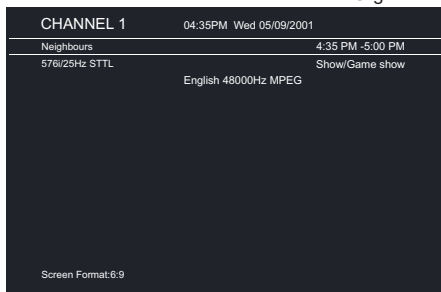 CHANNEL 1 04:35PM Wed 05/09/2001
Neighbours 4:35 PM -5:00 PM
576i/25Hz STTL Show/Game show
English 48000Hz MPEG
Screen Format:6:9